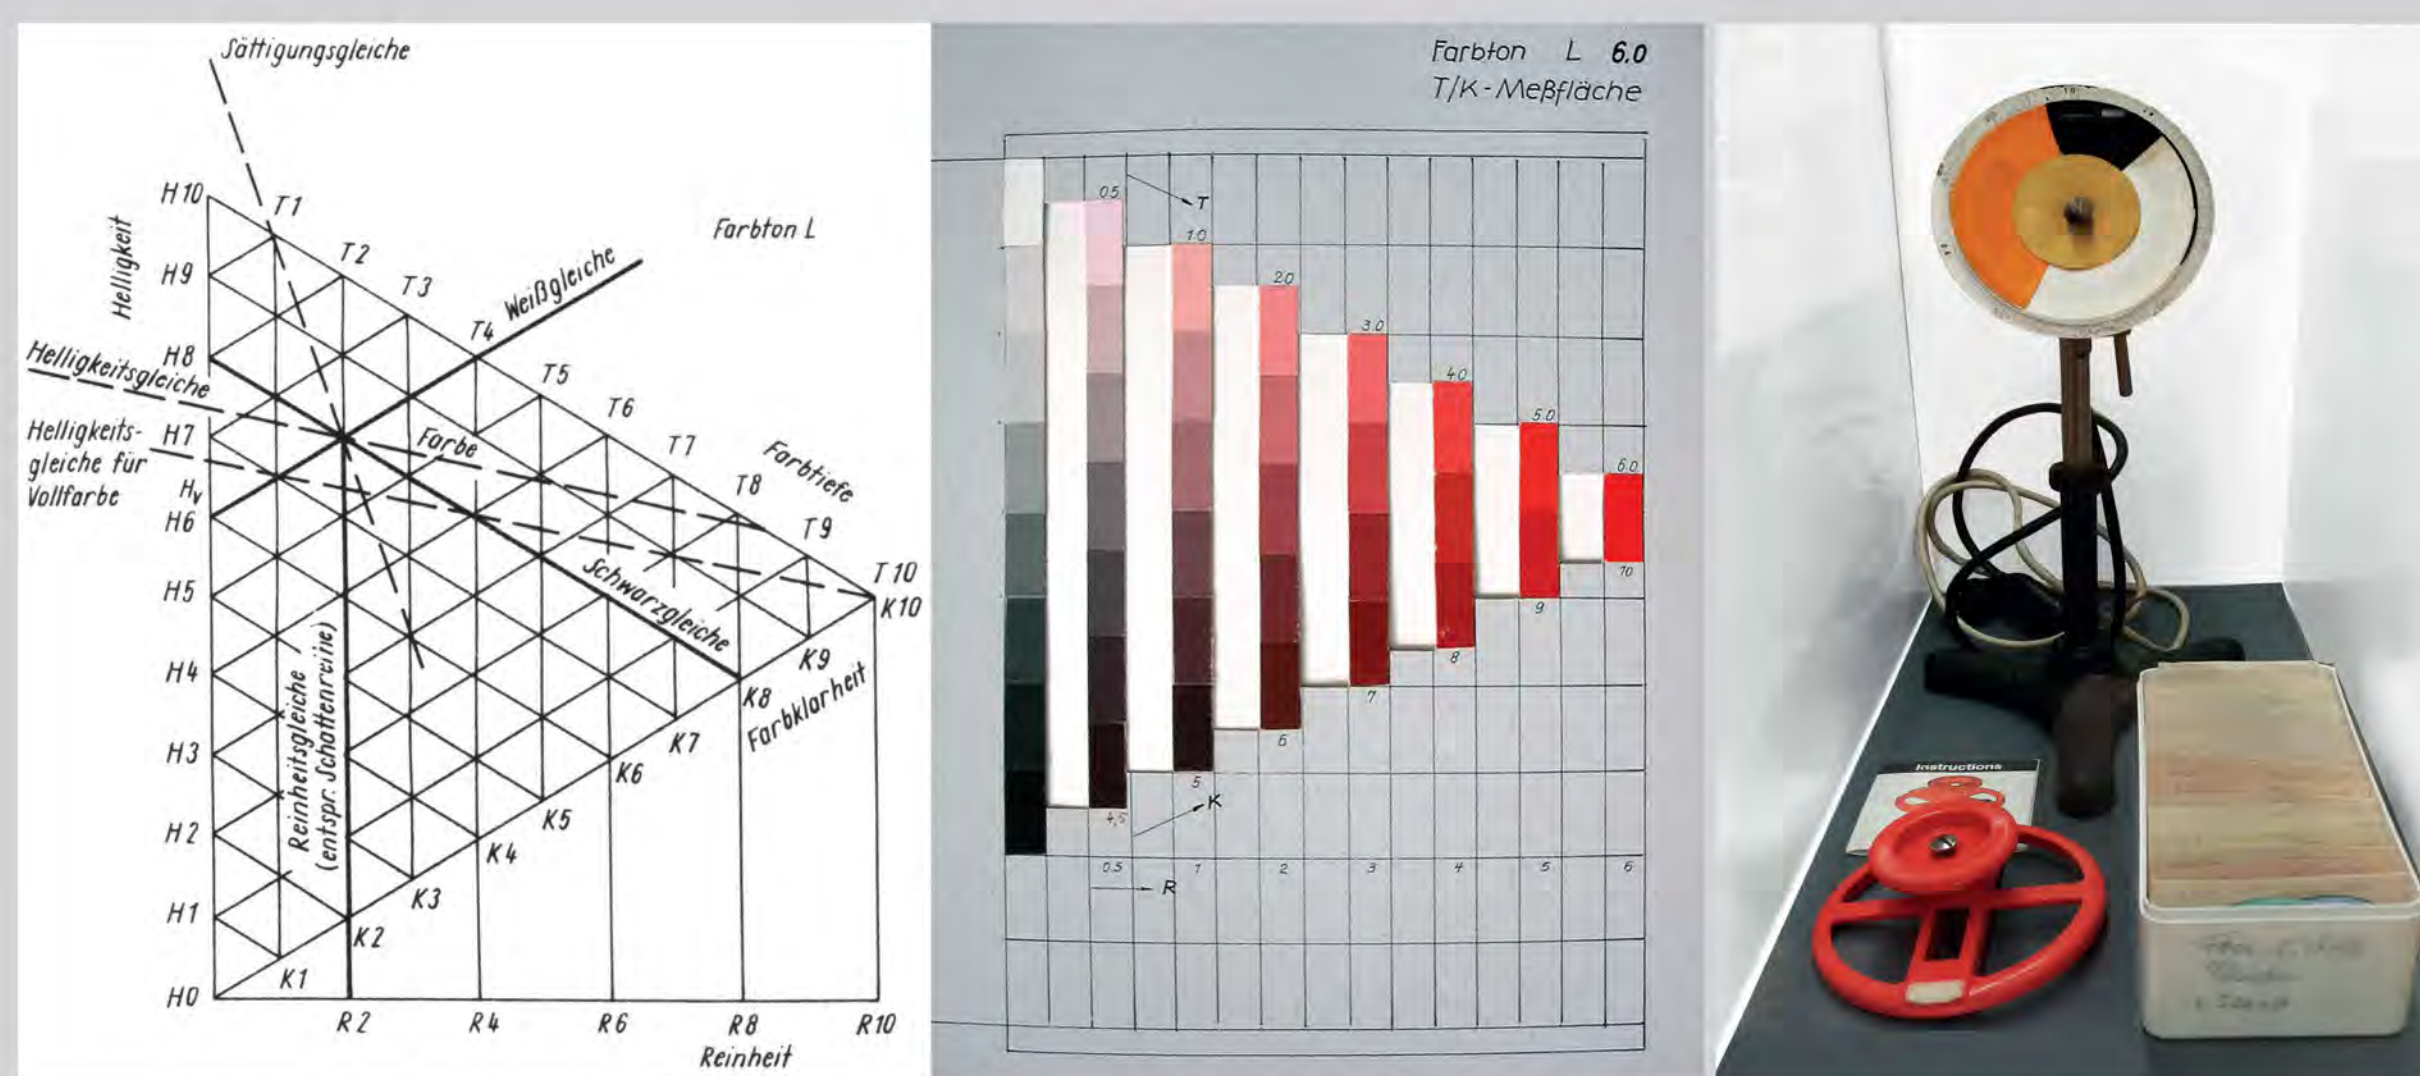 Sättigungsgleiche
H10
T1
Helligkeit
T2
Farbton L
H9
T3
Weißgleiche
T4
H8
Helligkeitsgleiche
T5
T6
Helligkeits-
gleiche für
Vollfarbe
H7
Farbe
T7
Farbtiefe
T8
Hv
H6
T9
H5
Schwarzgleiche
T10
K10
H4
K9
K8
Farbklarheit
Reinheitsgleiche
(entspr. Schattenreihe)
H3
K7
K6
H2
K5
K4
H1
K3
K2
K1
H0
R2
R4
R6
R8
R10
Reinheit
Farbton L 6.0
T/K-Meßfläche
0.5
T
1.0
2.0
3.0
4.0
5.0
6.0
10
9
8
7
6
5
K
4,5
0.5
1
2
3
4
5
6
R
Instructions